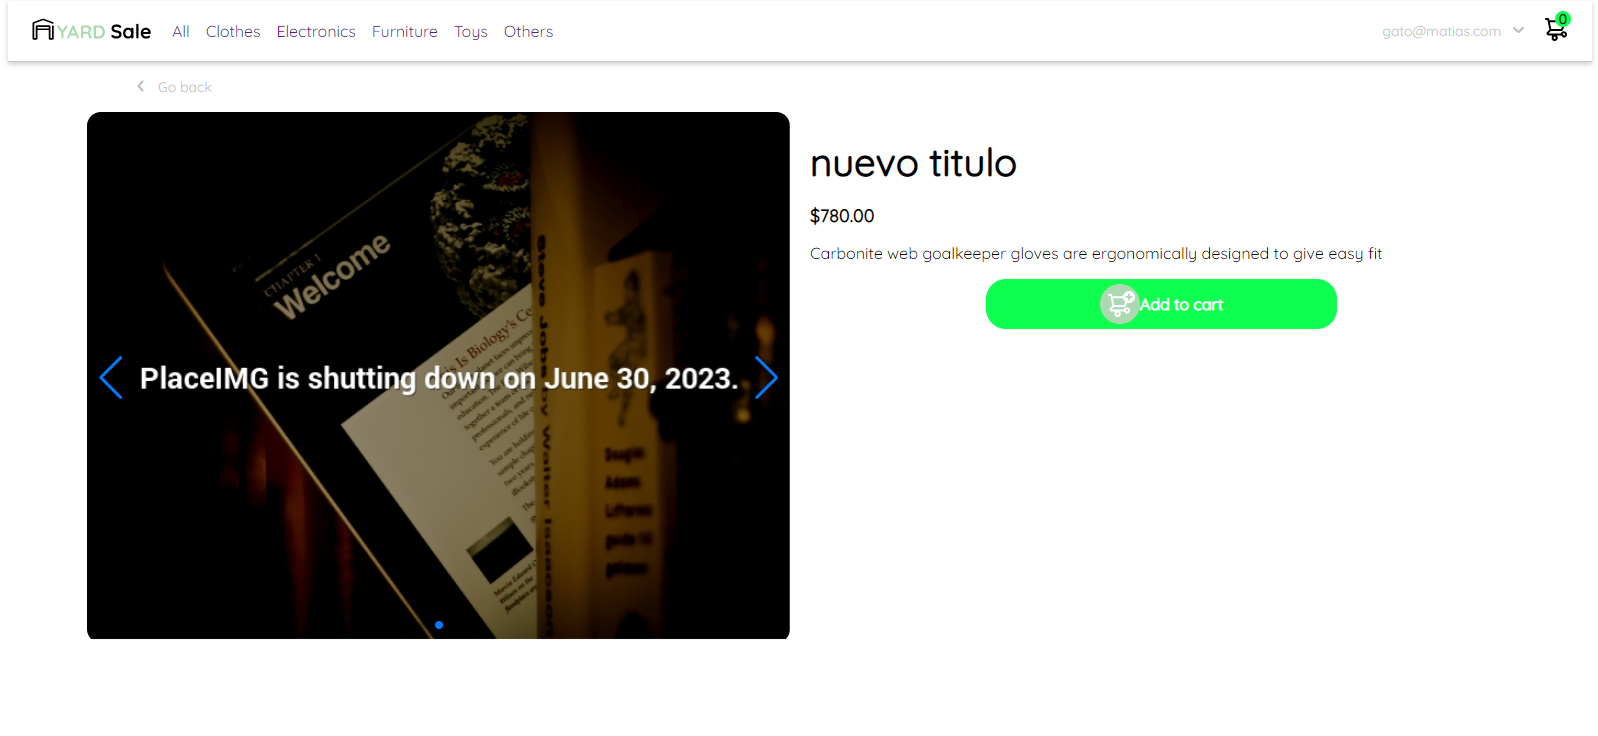 YARD Sale
All Clothes Electronics Furniture Toys Others
gato@matias.com
0
Go back
CHAPTER 1
Welcome
Is Biology's
PlaceIMG is shutting down on June 30, 2023.
Steve Jobs by Walter Isaacson
Douglas
Adams
nuevo titulo
$780.00
Carbonite web goalkeeper gloves are ergonomically designed to give easy fit
Add to cart